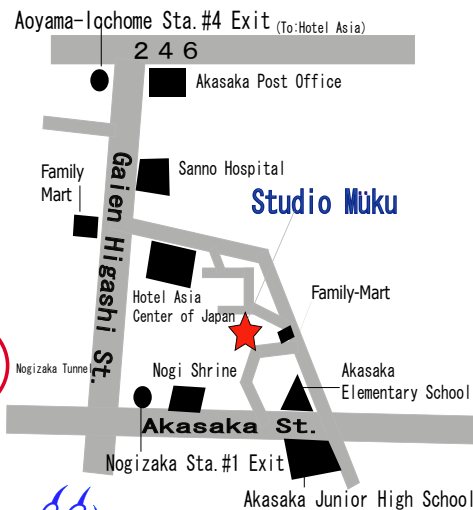 Aoyama-Icchome Sta.#4 Exit (To:Hotel Asia)
246
Akasaka Post Office
Sanno Hospital
Family
Mart
Gaien Higashi St.
Studio Müku
Hotel Asia
Center of Japan
Family-Mart
Nogizaka Tunnel
Nogi Shrine
Akasaka
Elementary School
Akasaka St.
Nogizaka Sta.#1 Exit
Akasaka Junior High School